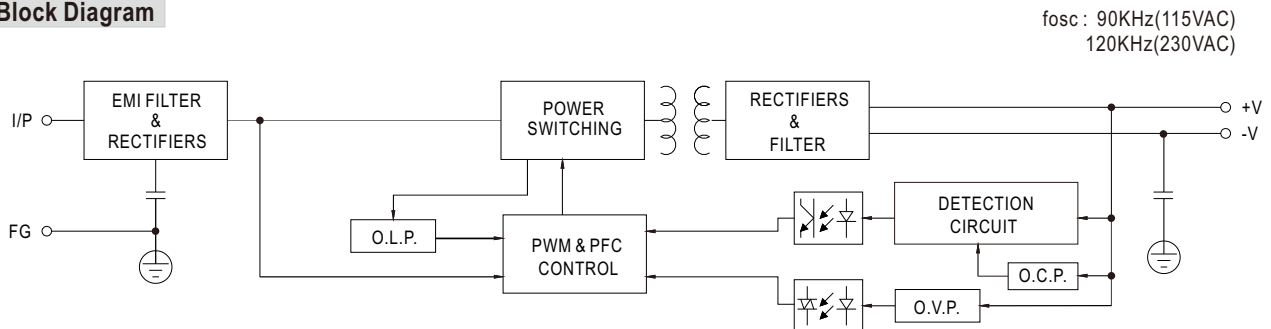 Block Diagram
fosc : 90KHz(115VAC)
120KHz(230VAC)
I/P
EMI FILTER
&
RECTIFIERS
POWER
SWITCHING
RECTIFIERS
&
FILTER
+V
-V
FG
O.L.P.
PWM & PFC
CONTROL
DETECTION
CIRCUIT
O.C.P.
O.V.P.